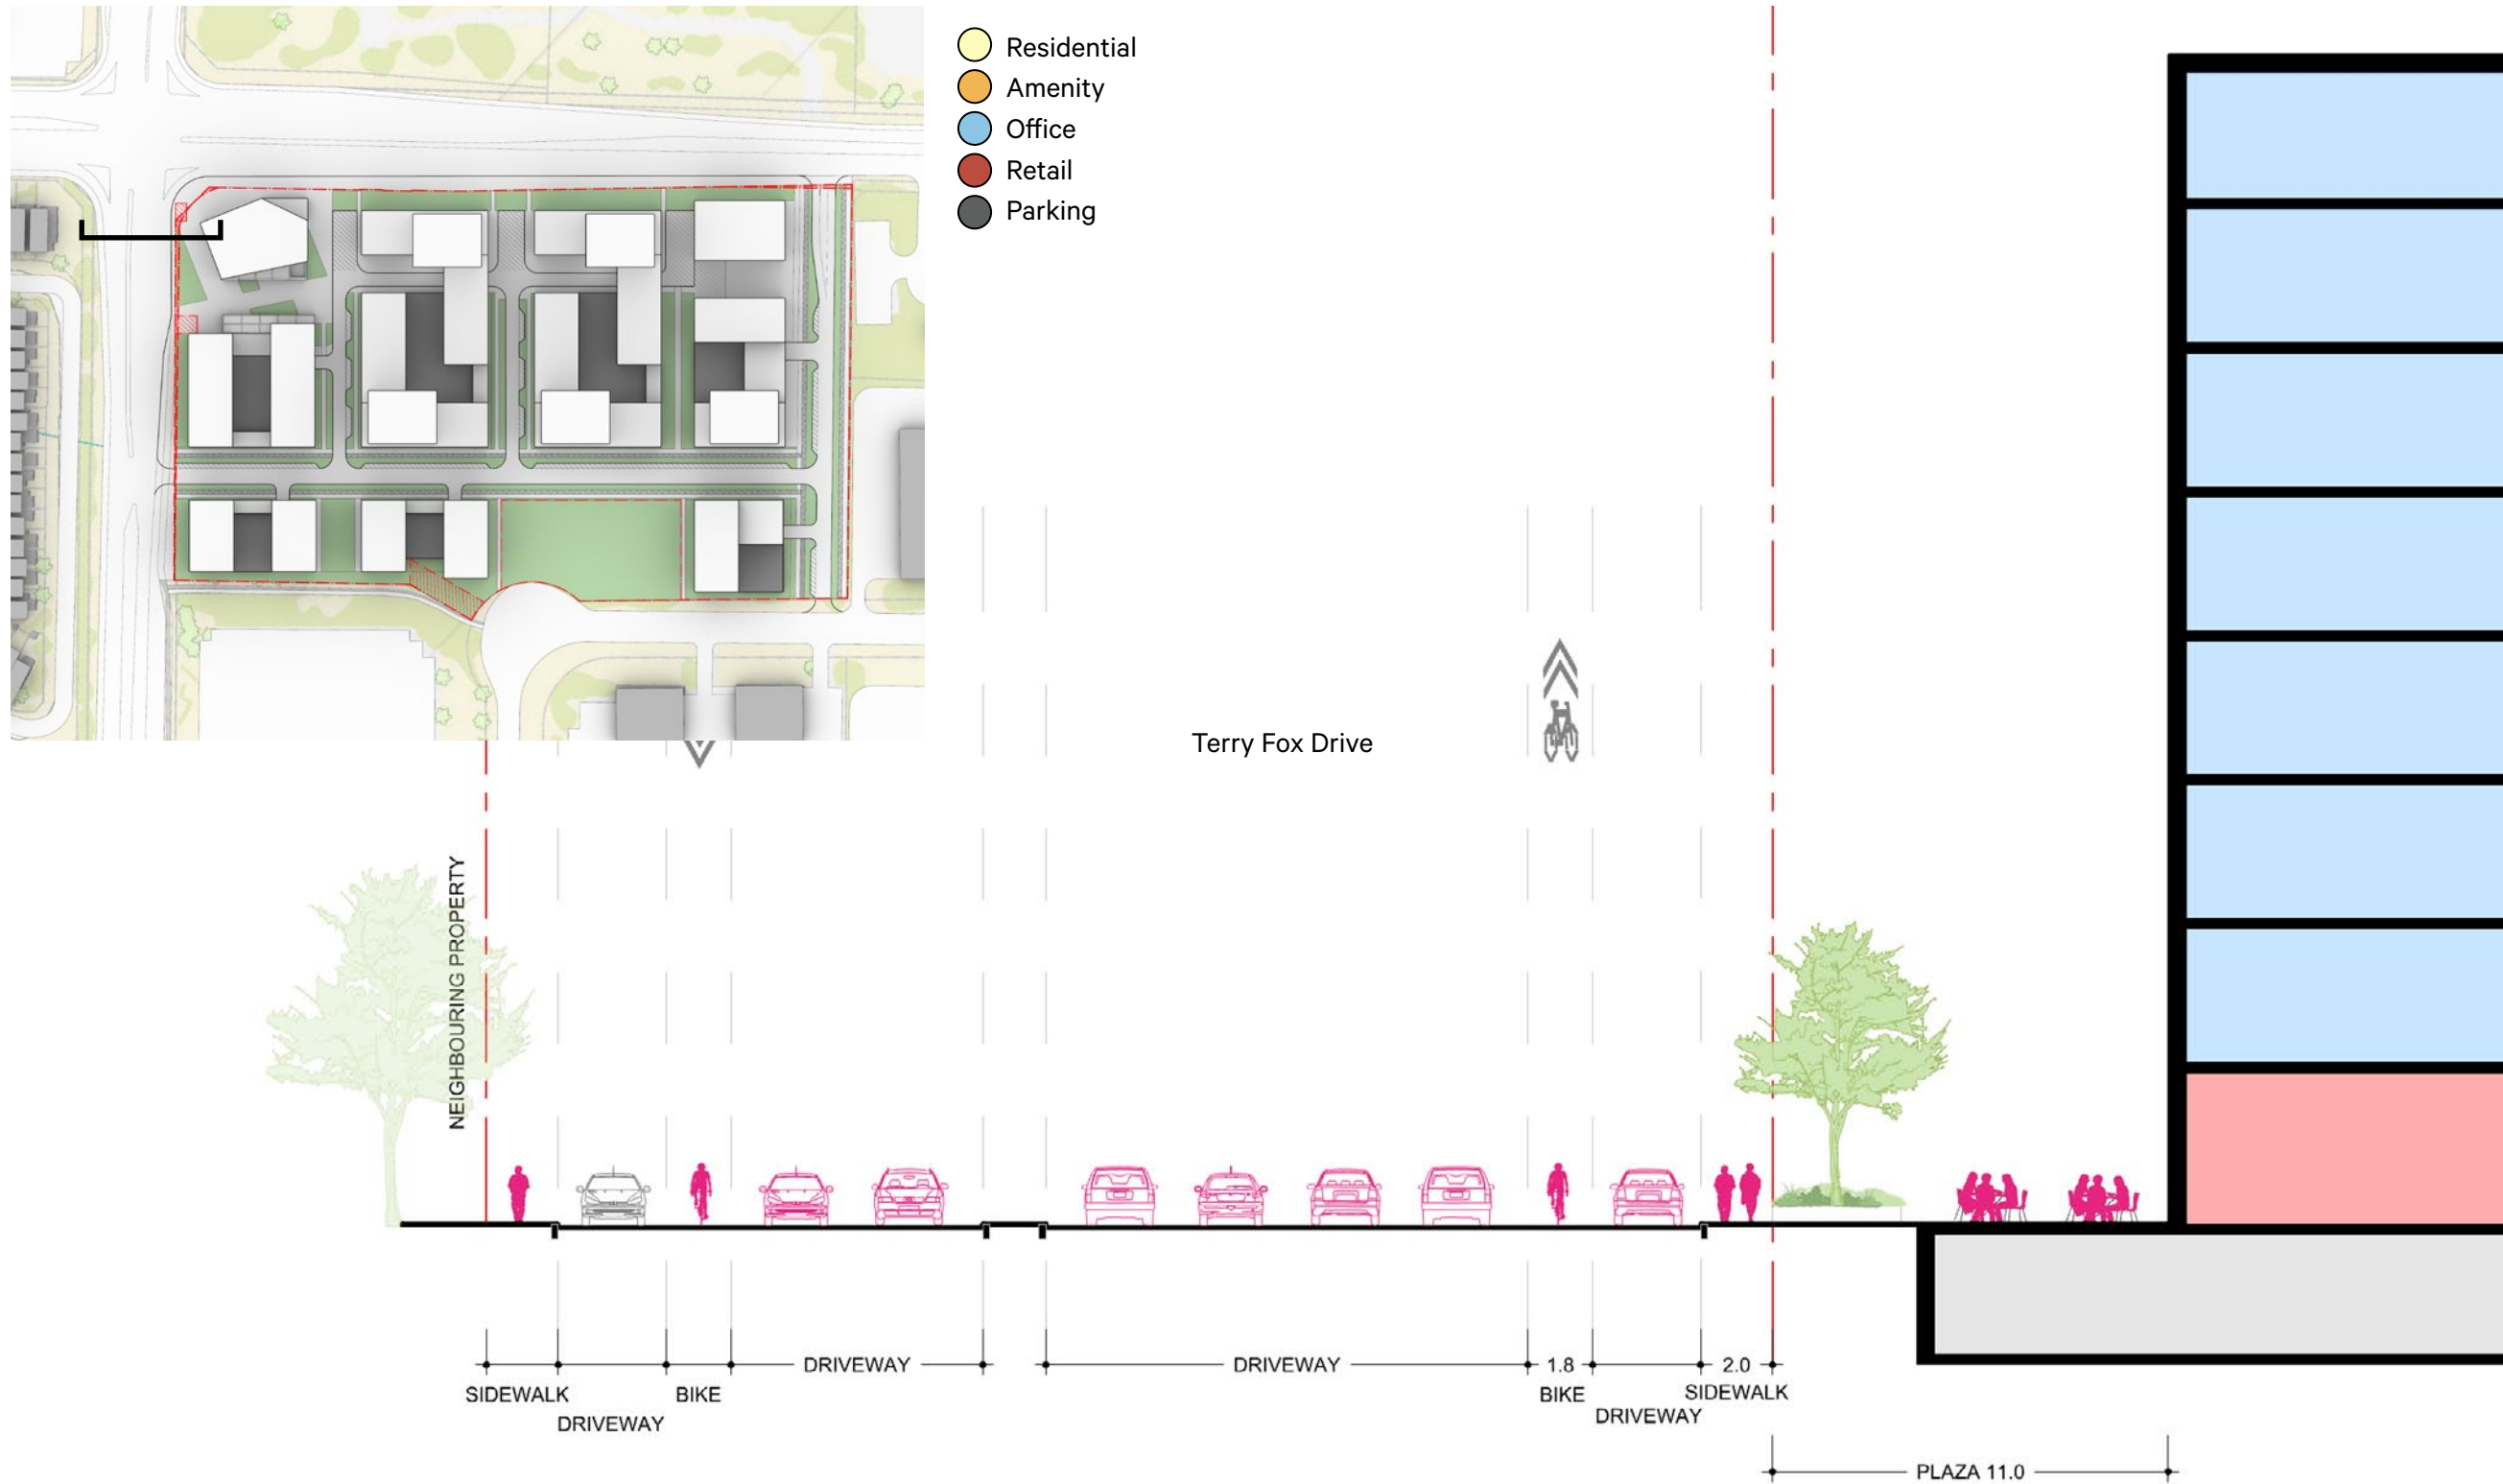 Residential
Amenity
Office
Retail
Parking
Terry Fox Drive
NEIGHBOURING PROPERTY
DRIVEWAY
DRIVEWAY
1.8
2.0
SIDEWALK
BIKE
BIKE
SIDEWALK
DRIVEWAY
DRIVEWAY
PLAZA 11.0